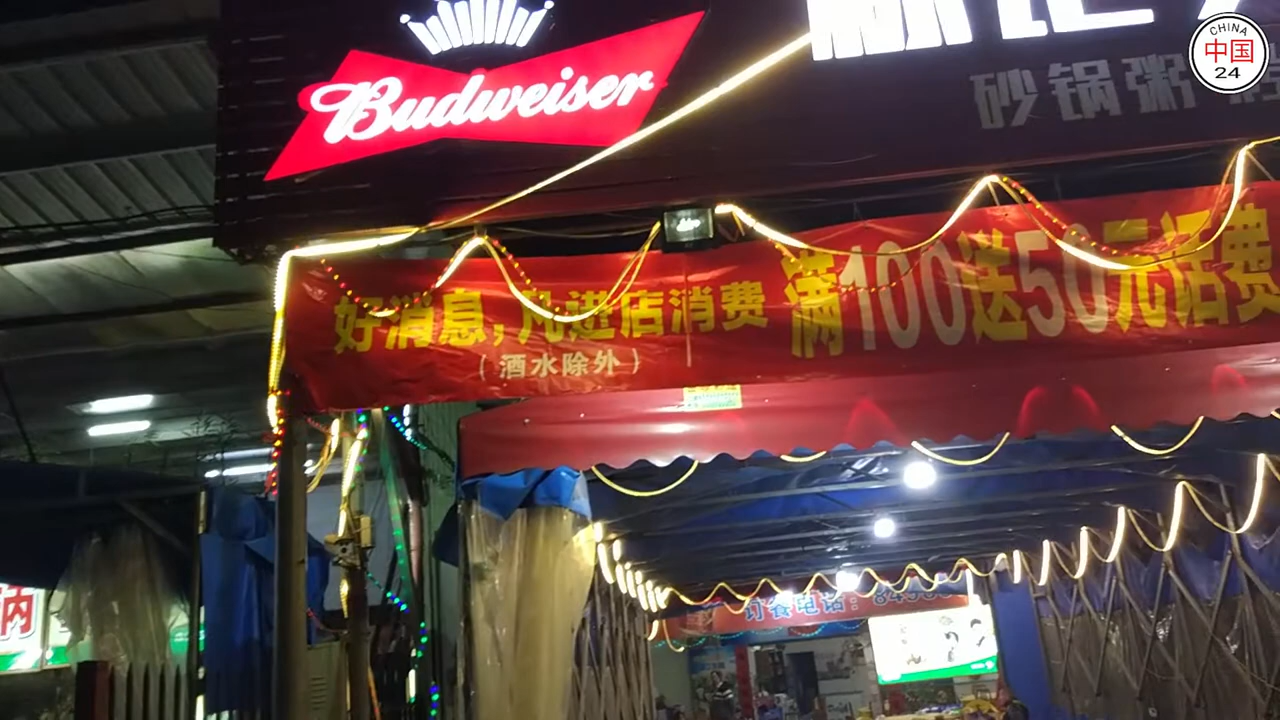 CHINA
中国
24
Budweiser
砂锅粥
好消息,凡进店消费 满100送50元话费
(酒水除外)
订餐电话: